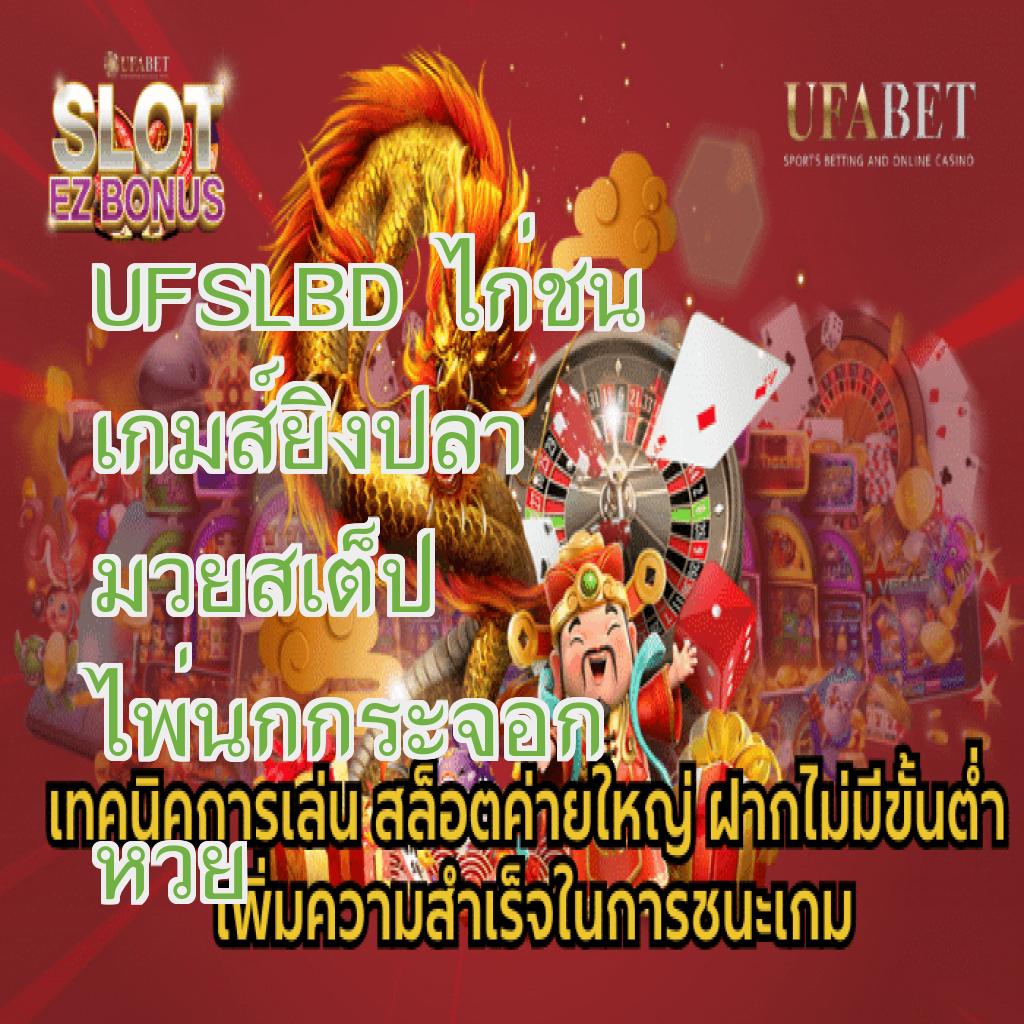 UFABET
SLOT
EZ BONUS
UFABET
SPORTS BETTING AND ONLINE CASINO
UFSLBD ไก่ชน
เกมส์ยิงปลา
มวยสเต็ป
ไพ่นกกระจอก
หวย
เทคนิคการเล่น สล็อตค่ายใหญ่ ฝากไม่มีขั้นต่ำ
เพิ่มความสำเร็จในการชนะเกม